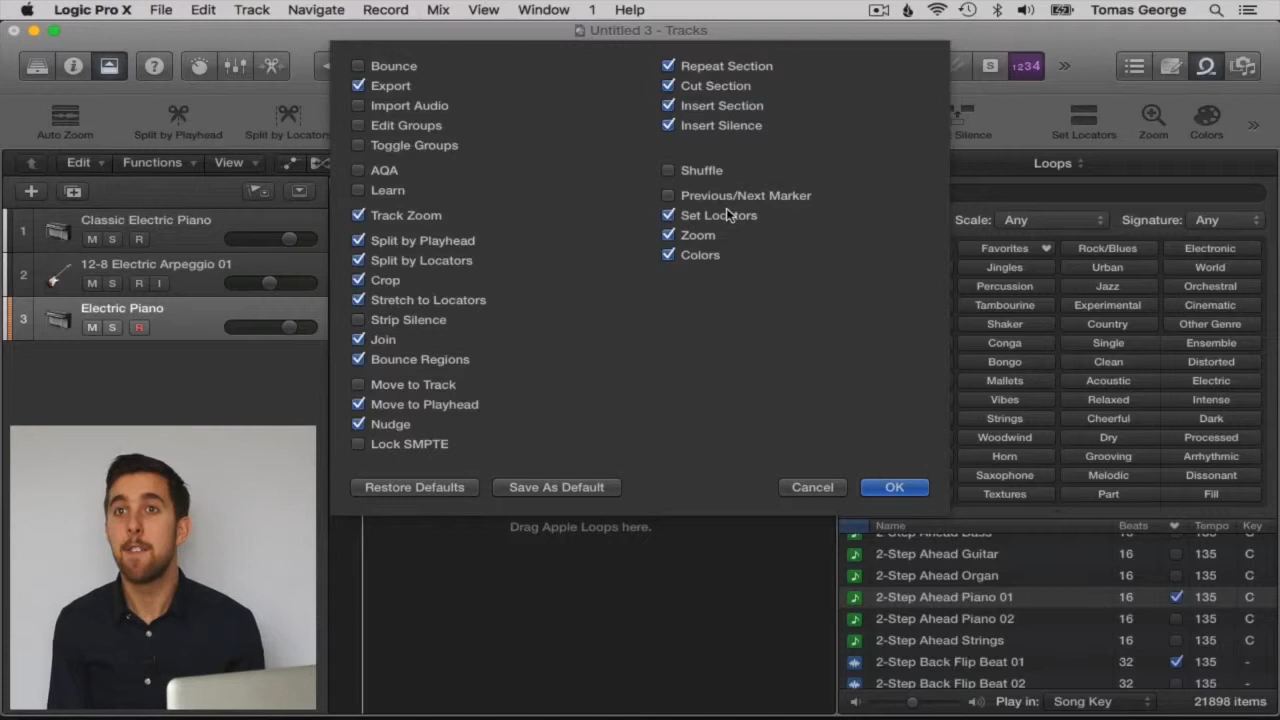 Logic Pro X File Edit Track Navigate Record Mix View Window 1 Help Tomas George
Untitled 3 - Tracks
S 1234
Auto Zoom Split by Playhead Split by Locators Silence Set Locators Zoom Colors
Edit Functions View
1 Classic Electric Piano
M S R
2 12-8 Electric Arpeggio 01
M S R I
3 Electric Piano
M S R
Bounce
Export
Import Audio
Edit Groups
Toggle Groups
AQA
Learn
Track Zoom
Split by Playhead
Split by Locators
Crop
Stretch to Locators
Strip Silence
Join
Bounce Regions
Move to Track
Move to Playhead
Nudge
Lock SMPTE
Repeat Section
Cut Section
Insert Section
Insert Silence
Shuffle
Previous/Next Marker
Set Locators
Zoom
Colors
Restore Defaults Save As Default Cancel OK
Drag Apple Loops here.
Loops
Scale: Any Signature: Any
Favorites Rock/Blues Electronic
Jingles Urban World
Percussion Jazz Orchestral
Tambourine Experimental Cinematic
Shaker Country Other Genre
Conga Single Ensemble
Bongo Clean Distorted
Mallets Acoustic Electric
Vibes Relaxed Intense
Strings Cheerful Dark
Woodwind Dry Processed
Horn Grooving Arrhythmic
Saxophone Melodic Dissonant
Textures Part Fill
Name Beats Tempo Key
2-Step Ahead Bass 16 135 C
2-Step Ahead Guitar 16 135 C
2-Step Ahead Organ 16 135 C
2-Step Ahead Piano 01 16 135 C
2-Step Ahead Piano 02 16 135 C
2-Step Ahead Strings 16 135 C
2-Step Back Flip Beat 01 32 135 -
2-Step Back Flip Beat 02 32 135 -
Play in: Song Key 21898 items